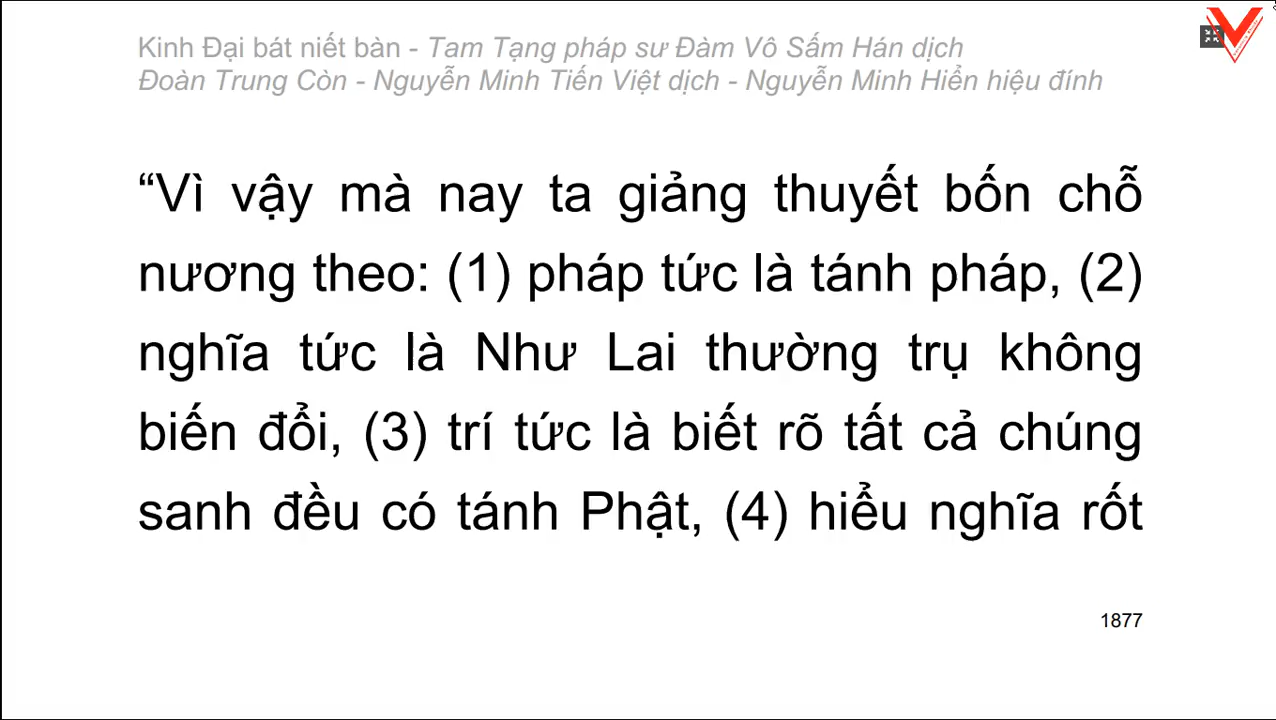 Kinh Đại bát niết bàn - Tam Tạng pháp sư Đàm Vô Sấm Hán dịch
Đoàn Trung Còn - Nguyễn Minh Tiến Việt dịch - Nguyễn Minh Hiển hiệu đính
“Vì vậy mà nay ta giảng thuyết bốn chỗ
nương theo: (1) pháp tức là tánh pháp, (2)
nghĩa tức là Như Lai thường trụ không
biến đổi, (3) trí tức là biết rõ tất cả chúng
sanh đều có tánh Phật, (4) hiểu nghĩa rốt
1877